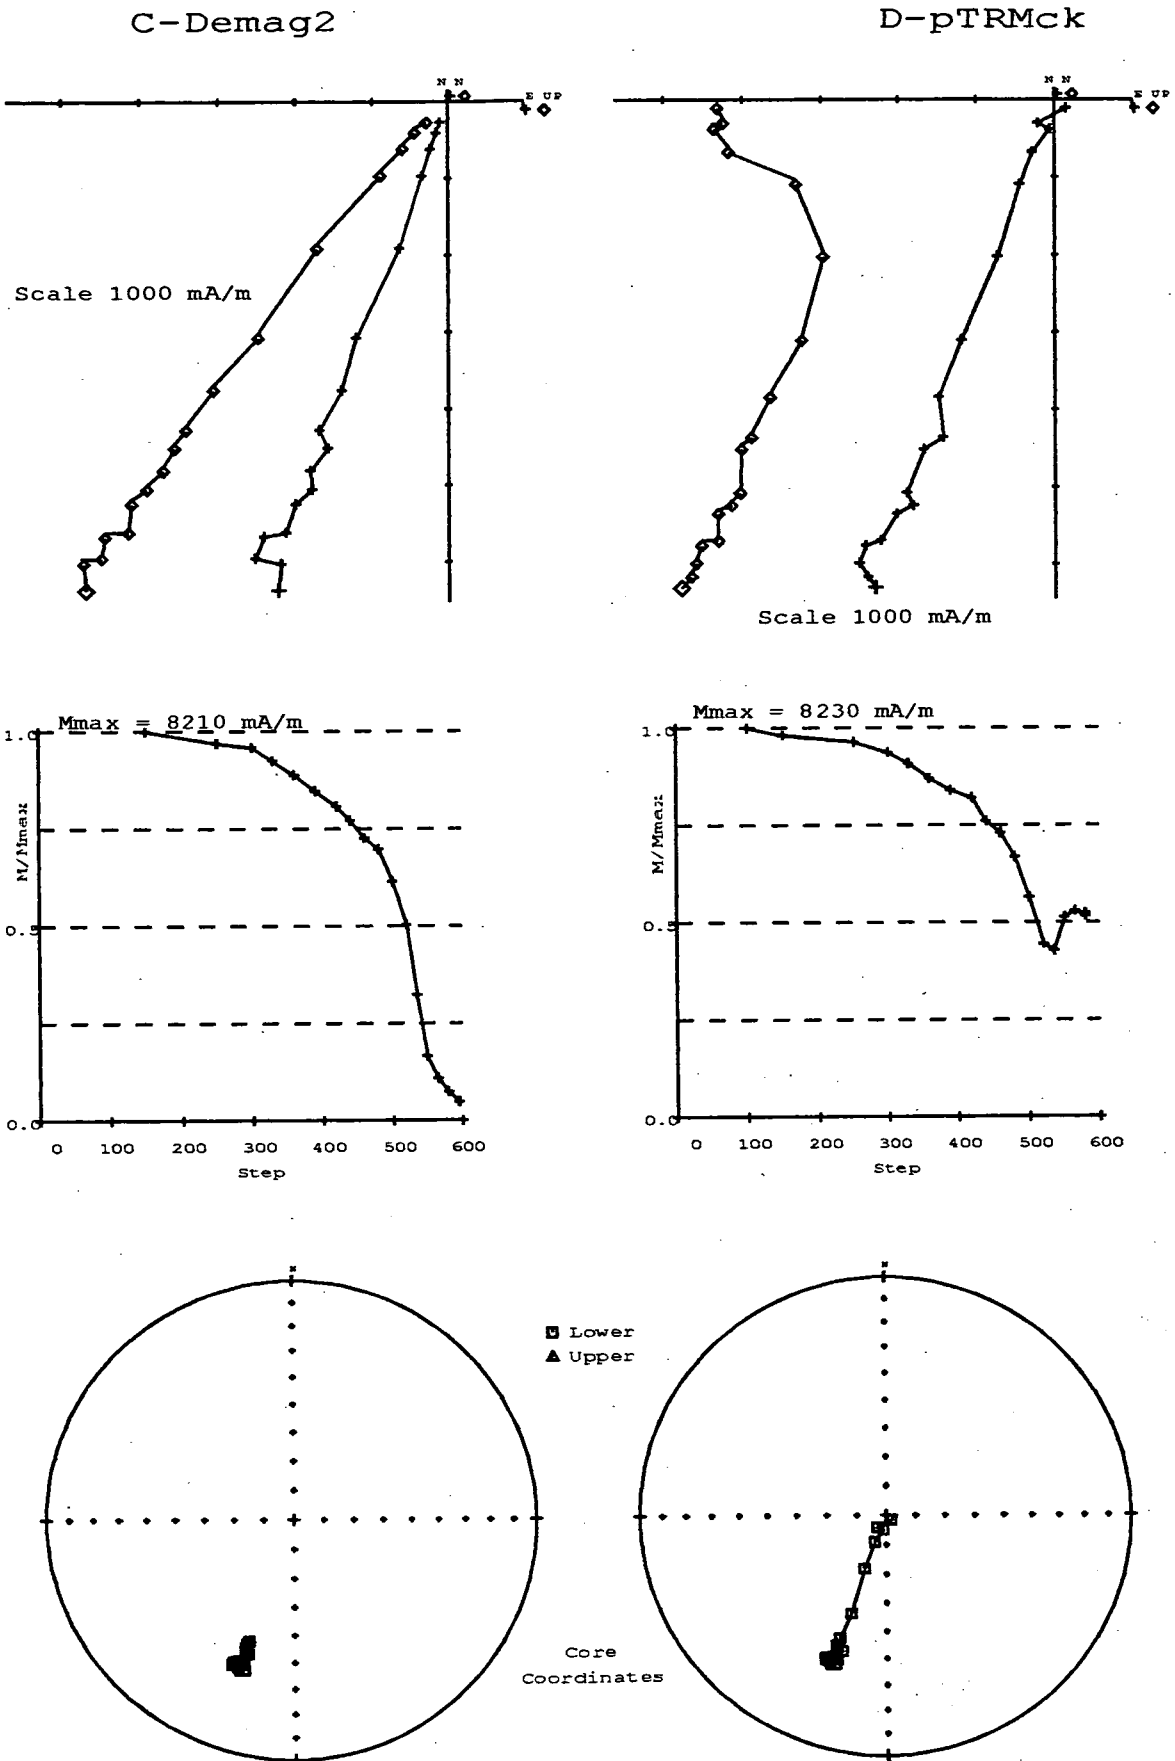 C-Demag2
D-pTRMck
N N
E UP
N N
E UP
Scale 1000 mA/m
Scale 1000 mA/m
Mmax = 8210 mA/m
1.0
M/Mmax
0.5
0.0
0 100 200 300 400 500 600
Step
Mmax = 8230 mA/m
1.0
M/Mmax
0.5
0.0
0 100 200 300 400 500 600
Step
N
N
Lower
Upper
Core
Coordinates